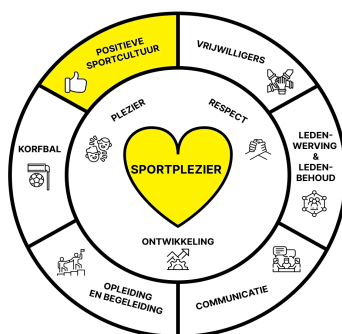 POSITIEVE
SPORTCULTUUR
VRIJWILLIGERS
PLEZIER
RESPECT
KORFBAL
LEDEN-
WERVING
&
LEDEN-
BEHOUD
SPORTPLEZIER
ONTWIKKELING
OPLEIDING
EN BEGELEIDING
COMMUNICATIE